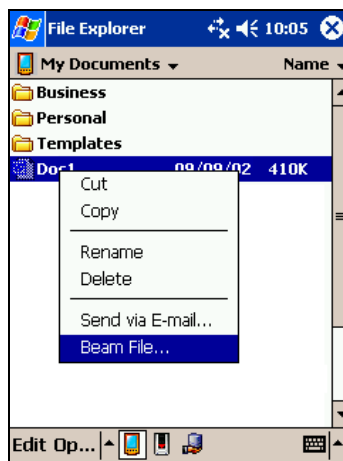 File Explorer 10:05
My Documents Name
Business
Personal
Templates
Doc1 09/09/02 410K
Cut
Copy
Rename
Delete
Send via E-mail...
Beam File...
Edit Op...